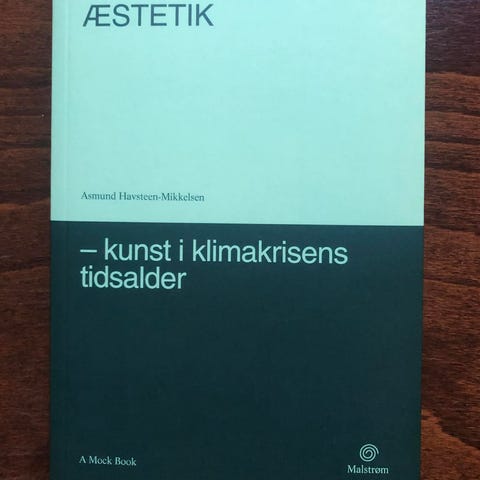 ÆSTETIK
Asmund Havsteen-Mikkelsen
– kunst i klimakrisens
tidsalder
A Mock Book
Malstrøm